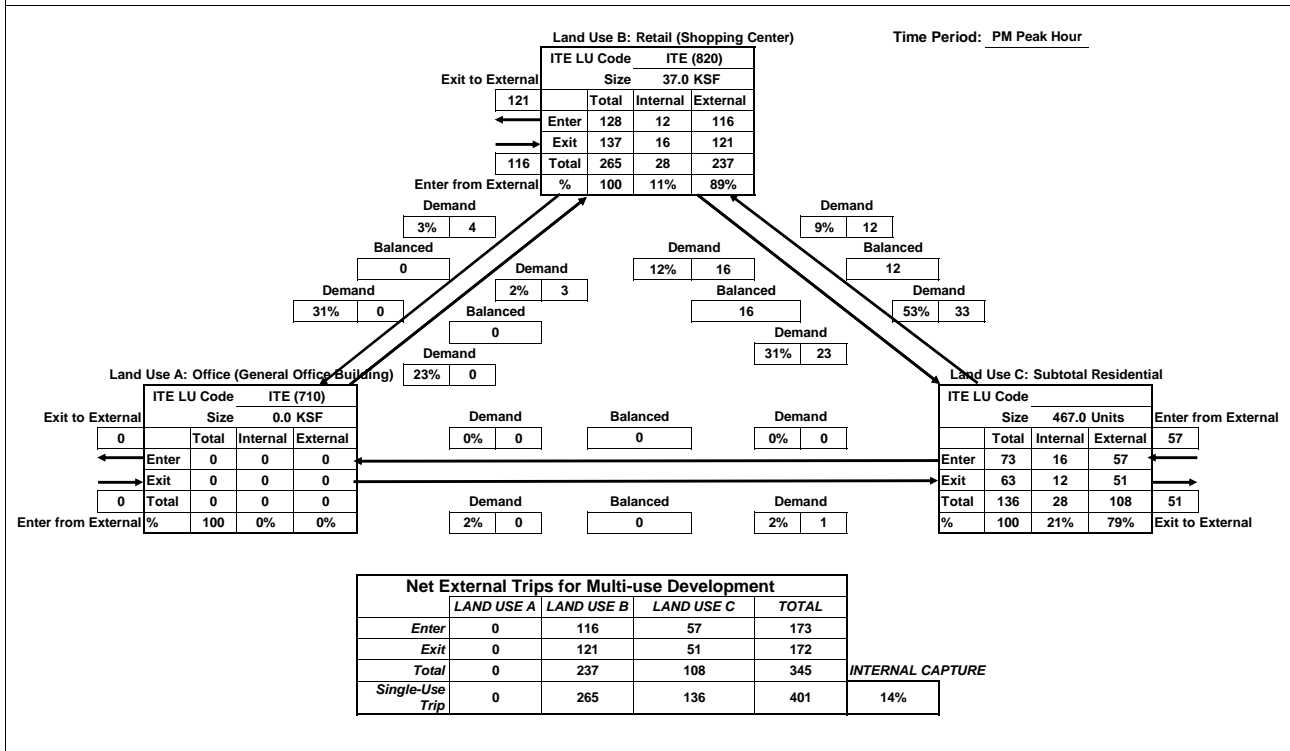 Land Use B: Retail (Shopping Center)
Time Period: PM Peak Hour
ITE LU Code ITE (820)
Exit to External
Size 37.0 KSF
121
Total Internal External
Enter 128 12 116
Exit 137 16 121
116
Total 265 28 237
Enter from External
% 100 11% 89%
Demand
3% 4
Balanced
0
Demand
31% 0
Demand
2% 3
Balanced
0
Demand
23% 0
Demand
12% 16
Balanced
16
Demand
31% 23
Demand
9% 12
Balanced
12
Demand
53% 33
Land Use A: Office (General Office Building)
ITE LU Code ITE (710)
Exit to External
Size 0.0 KSF
0
Total Internal External
Enter 0 0 0
Exit 0 0 0
0
Total 0 0 0
Enter from External
% 100 0% 0%
Demand Balanced Demand
0% 0 0 0% 0
Demand Balanced Demand
2% 0 0 2% 1
Land Use C: Subtotal Residential
ITE LU Code
Size 467.0 Units
Enter from External
Total Internal External
57
Enter 73 16 57
Exit 63 12 51
Total 136 28 108
51
% 100 21% 79%
Exit to External
Net External Trips for Multi-use Development
LAND USE A LAND USE B LAND USE C TOTAL
Enter 0 116 57 173
Exit 0 121 51 172
Total 0 237 108 345
INTERNAL CAPTURE
Single-Use
Trip
0 265 136 401
14%